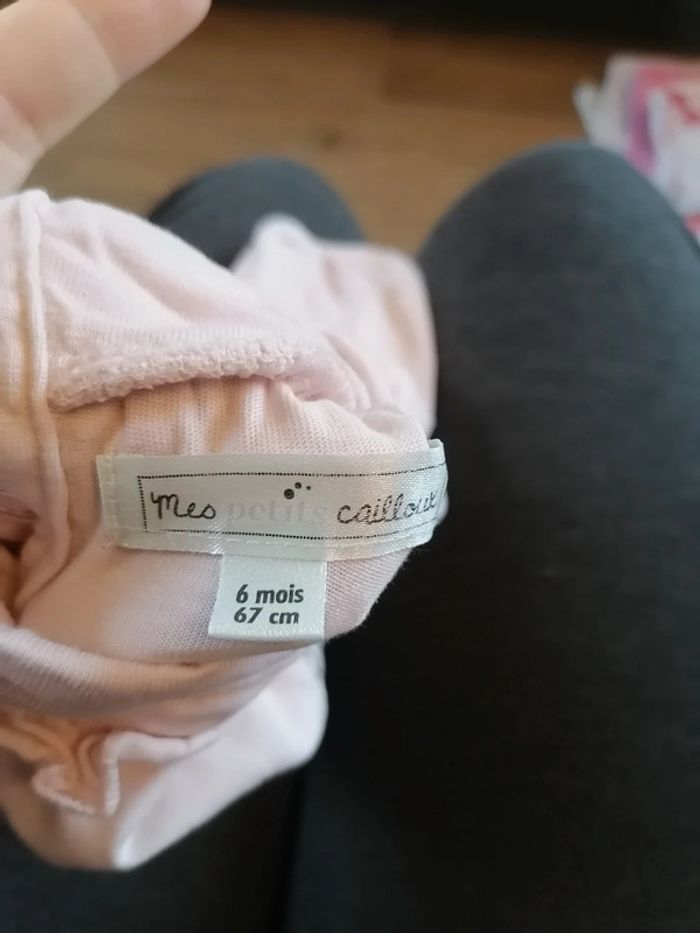 Mes petits cailloux
6 mois
67 cm